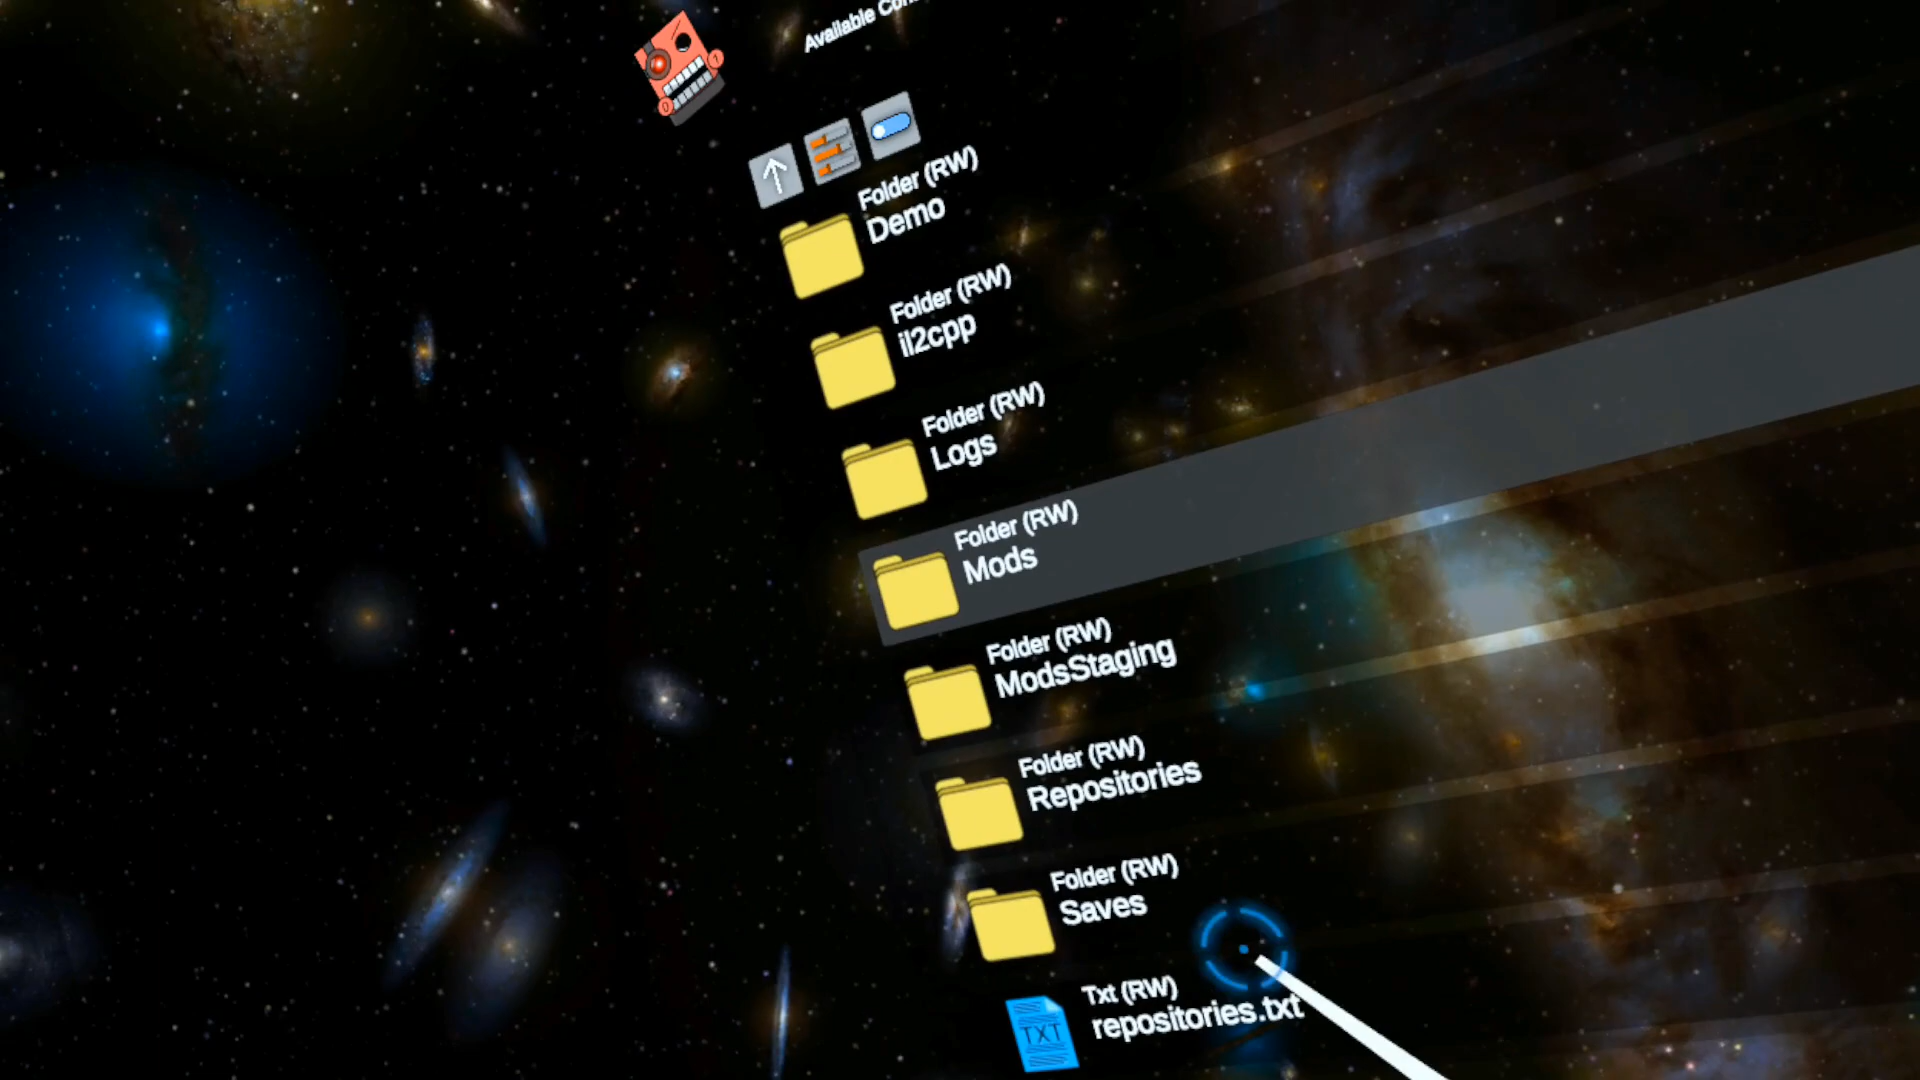 Available
Folder (RW)
Demo
Folder (RW)
il2cpp
Folder (RW)
Logs
Folder (RW)
Mods
Folder (RW)
ModsStaging
Folder (RW)
Repositories
Folder (RW)
Saves
Txt (RW)
TXT
repositories.txt